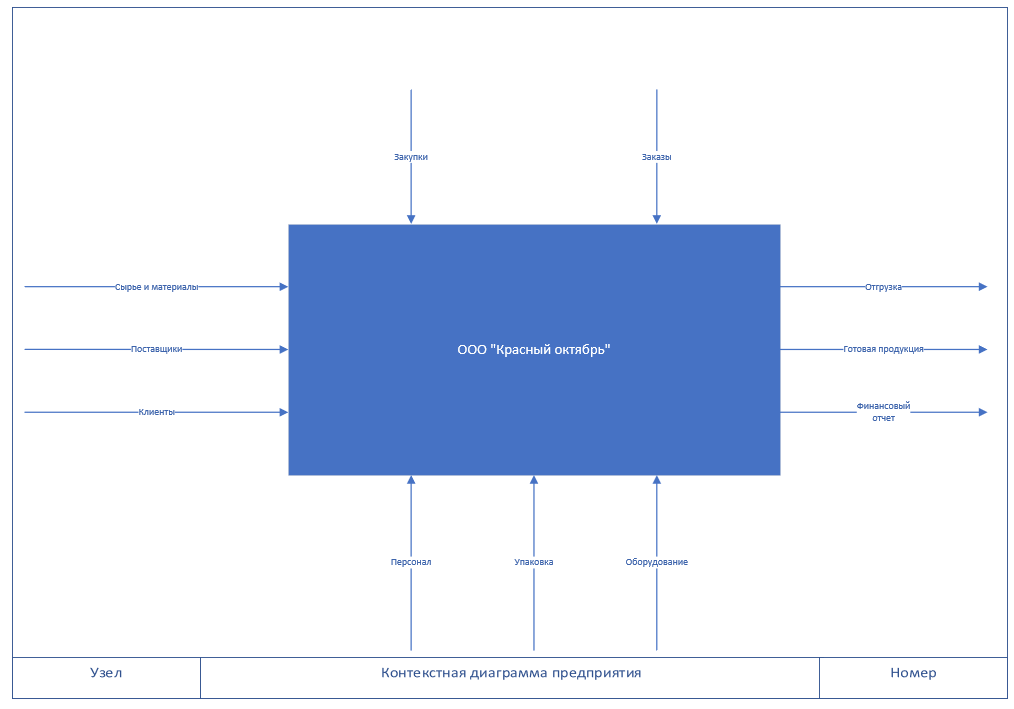 Закупки
Заказы
Сырье и материалы
Отгрузка
Поставщики
ООО "Красный октябрь"
Готовая продукция
Клиенты
Финансовый
отчет
Персонал
Упаковка
Оборудование
Узел
Контекстная диаграмма предприятия
Номер